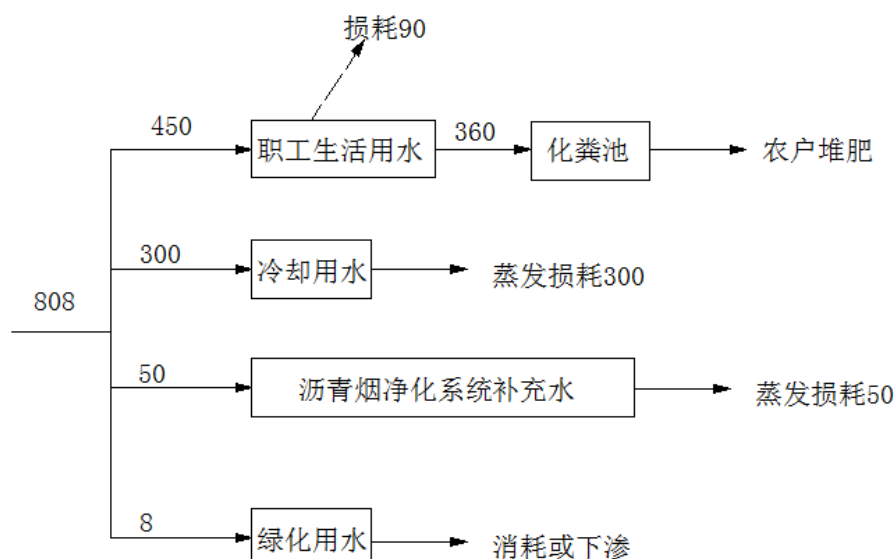 损耗90
450
职工生活用水
360
化粪池
农户堆肥
300
冷却用水
蒸发损耗300
808
50
沥青烟净化系统补充水
蒸发损耗50
8
绿化用水
消耗或下渗